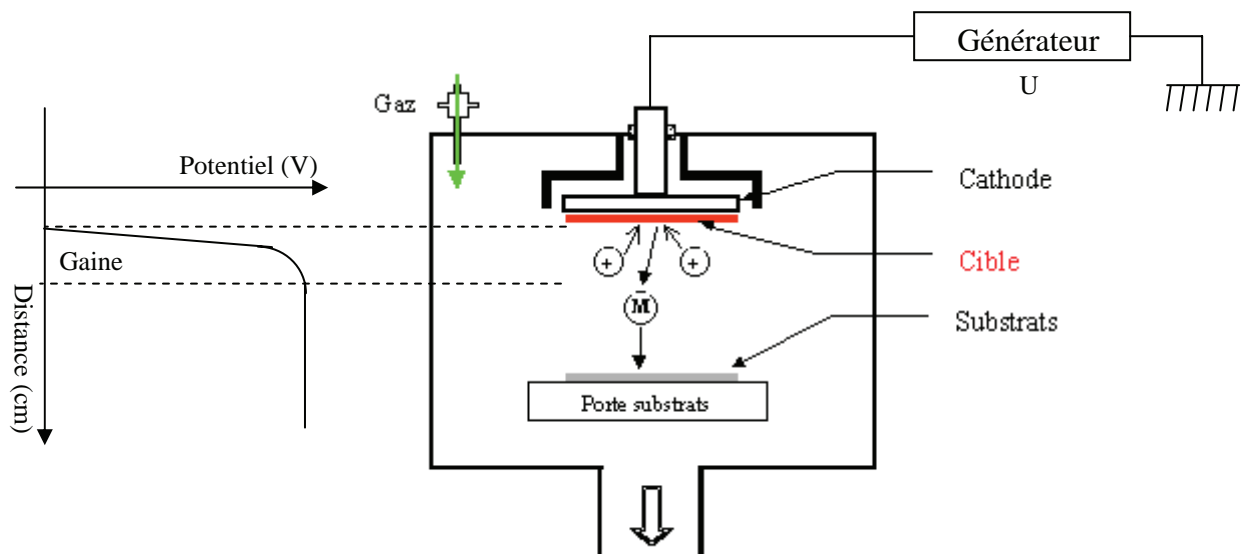 Générateur
U
Gaz
Potentiel (V)
Cathode
Gaine
+
+
Cible
M
Distance (cm)
Substrats
Porte substrats